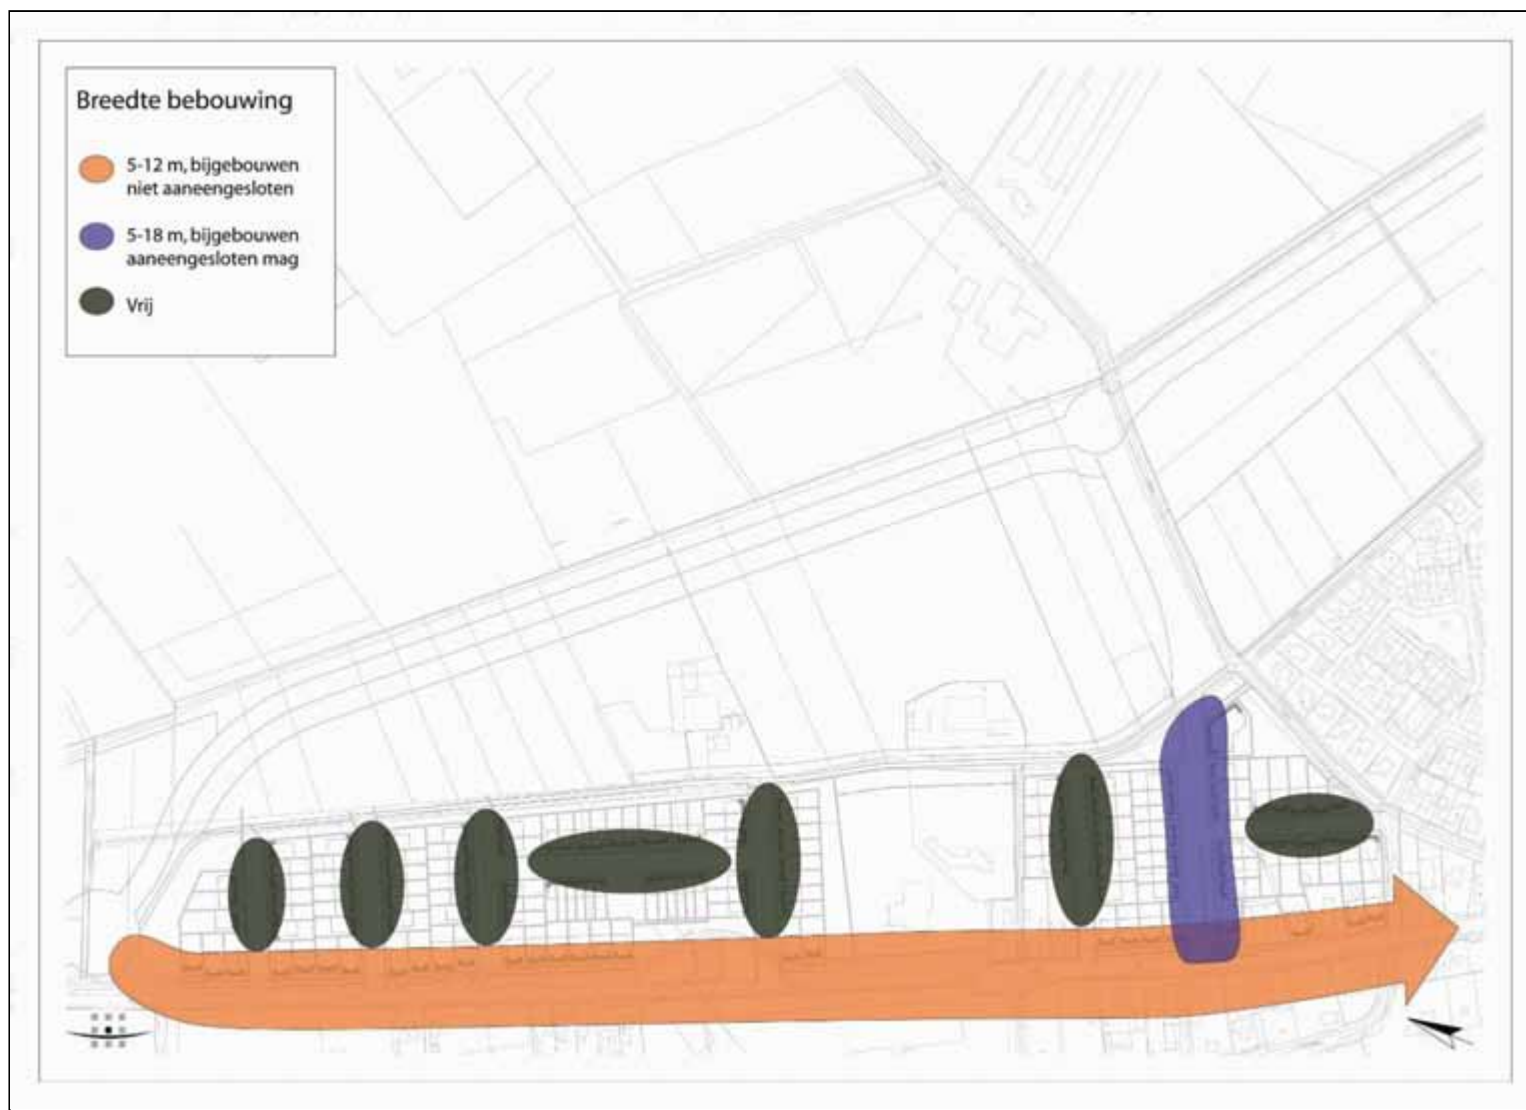 Breedte bebouwing
5-12 m, bijgebouwen
niet aaneengesloten
5-18 m, bijgebouwen
aaneengesloten mag
Vrij